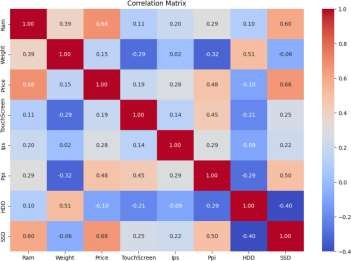 Correlation Matrix
Ram 1.00 0.39 0.68 0.11 0.20 0.29 0.10 0.60
Weight 0.39 1.00 0.15 -0.29 0.02 -0.32 0.51 -0.06
Price 0.68 0.15 1.00 0.19 0.28 0.48 -0.10 0.68
TouchScreen 0.11 -0.29 0.19 1.00 0.14 0.45 -0.21 0.25
Ips 0.20 0.02 0.28 0.14 1.00 0.29 -0.09 0.22
Ppi 0.29 -0.32 0.48 0.45 0.29 1.00 -0.29 0.50
HDD 0.10 0.51 -0.10 -0.21 -0.09 -0.29 1.00 -0.40
SSD 0.60 -0.06 0.68 0.25 0.22 0.50 -0.40 1.00
Ram Weight Price TouchScreen Ips Ppi HDD SSD
1.0
0.8
0.6
0.4
0.2
0.0
-0.2
-0.4